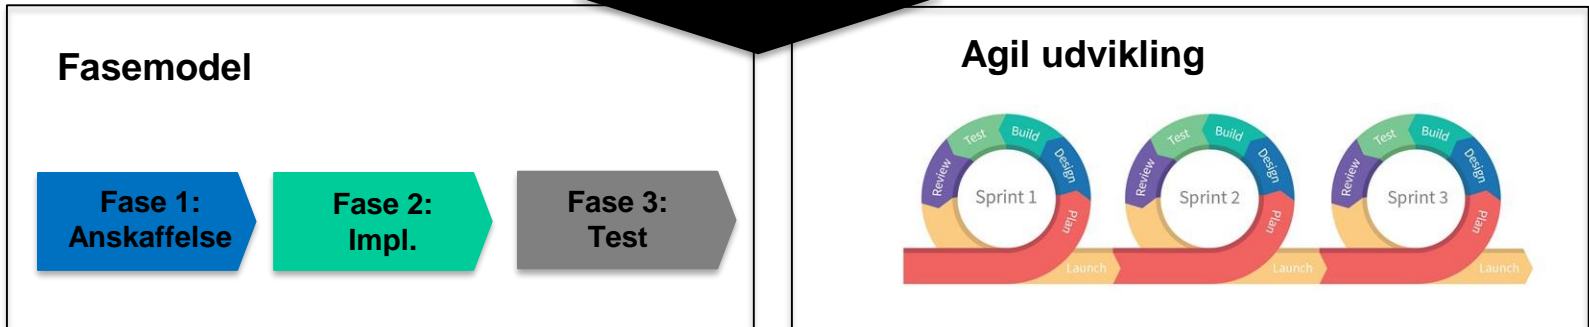 Fasemodel
Fase 1:
Anskaffelse
Fase 2:
Impl.
Fase 3:
Test
Agil udvikling
Review
Test
Build
Design
Plan
Sprint 1
Launch
Review
Test
Build
Design
Plan
Sprint 2
Launch
Review
Test
Build
Design
Plan
Sprint 3
Launch